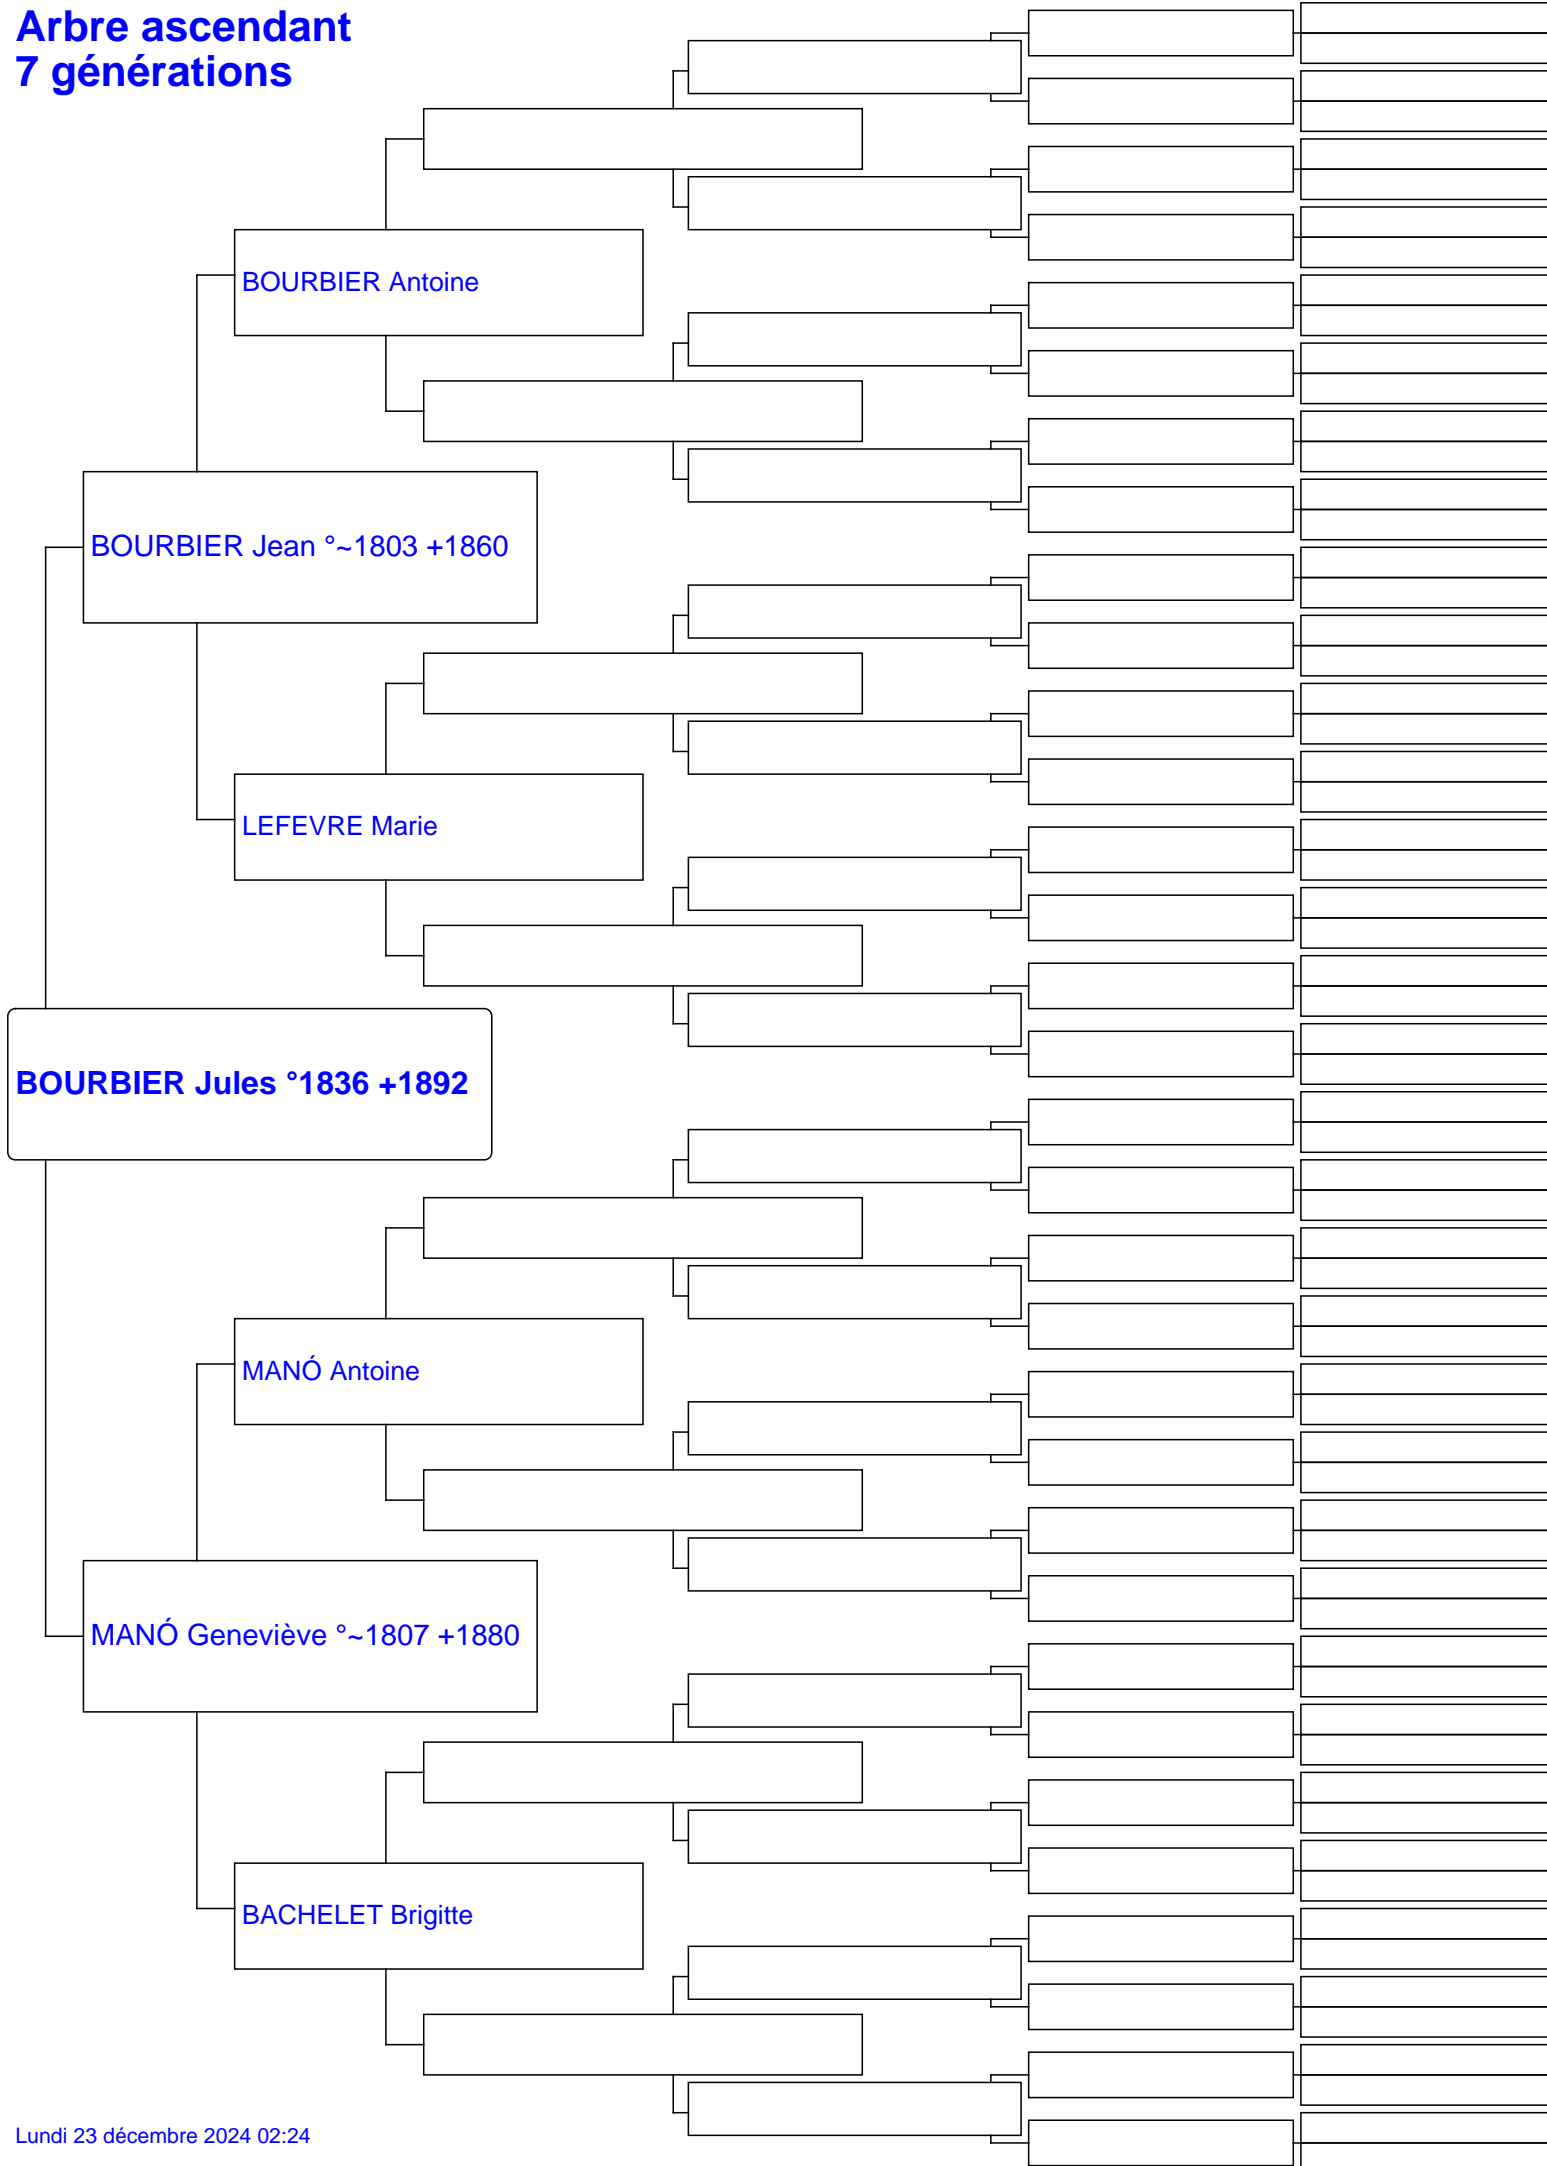 Arbre ascendant
7 générations
BOURBIER Antoine
BOURBIER Jean °~1803 +1860
LEFEVRE Marie
BOURBIER Jules °1836 +1892
MANÓ Antoine
MANÓ Geneviève °~1807 +1880
BACHELET Brigitte
Lundi 23 décembre 2024 02:24